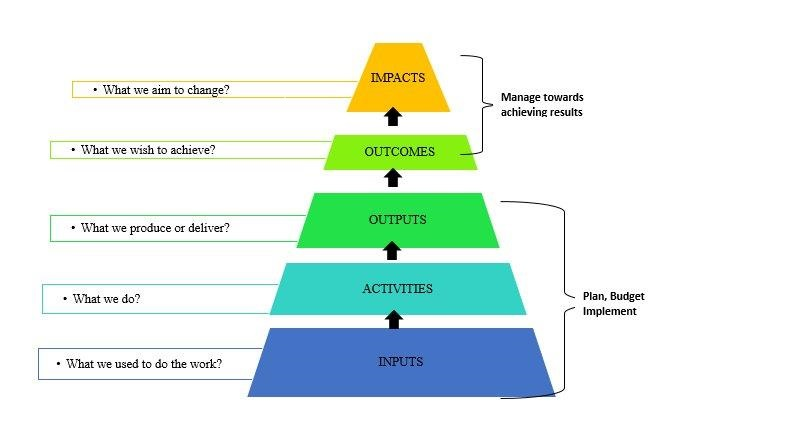 IMPACTS
• What we aim to change?
Manage towards
achieving results
• What we wish to achieve?
OUTCOMES
• What we produce or deliver?
OUTPUTS
• What we do?
ACTIVITIES
Plan, Budget
Implement
• What we used to do the work?
INPUTS